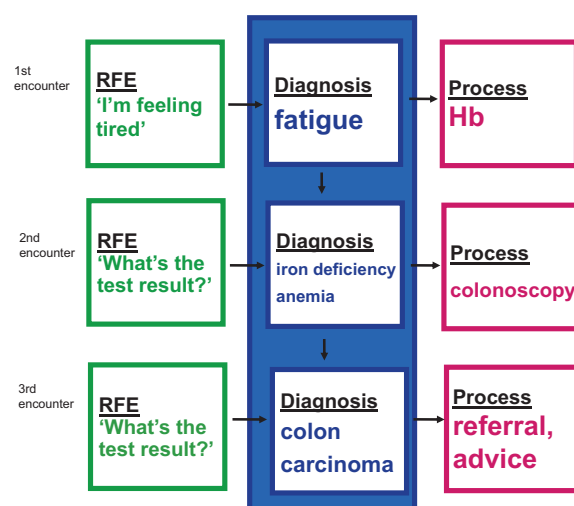 1st
encounter
RFE
‘I’m feeling
tired’
Diagnosis
fatigue
Process
Hb
2nd
encounter
RFE
‘What’s the
test result?’
Diagnosis
iron deficiency
anemia
Process
colonoscopy
3rd
encounter
RFE
‘What’s the
test result?’
Diagnosis
colon
carcinoma
Process
referral,
advice